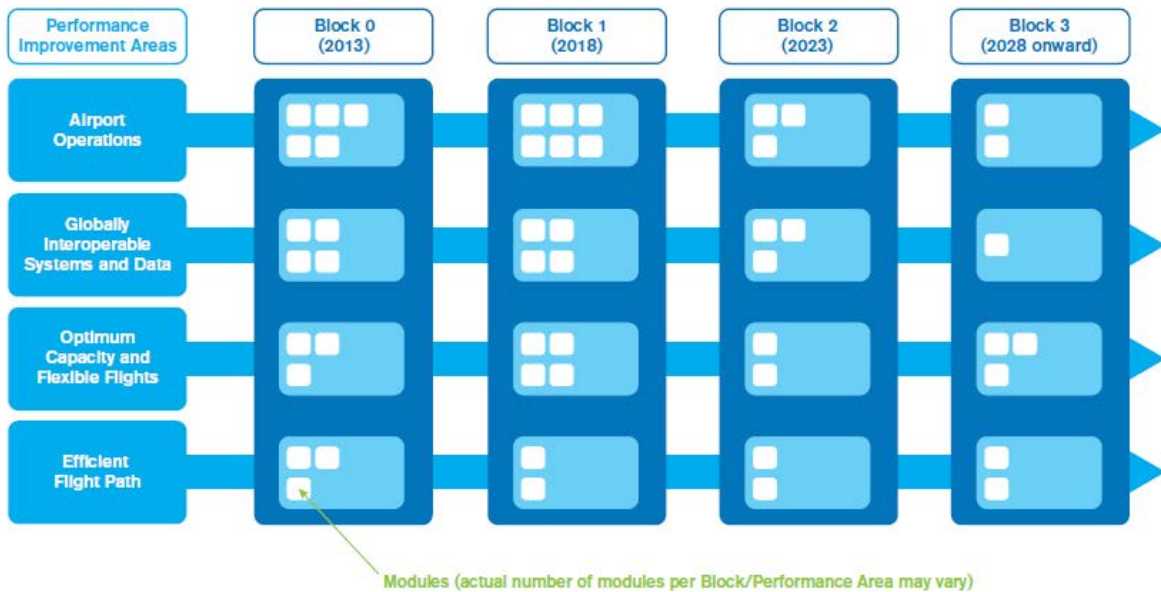 Performance
Improvement Areas
Block 0
(2013)
Block 1
(2018)
Block 2
(2023)
Block 3
(2028 onward)
Airport
Operations
Globally
Interoperable
Systems and Data
Optimum
Capacity and
Flexible Flights
Efficient
Flight Path
Modules (actual number of modules per Block/Performance Area may vary)